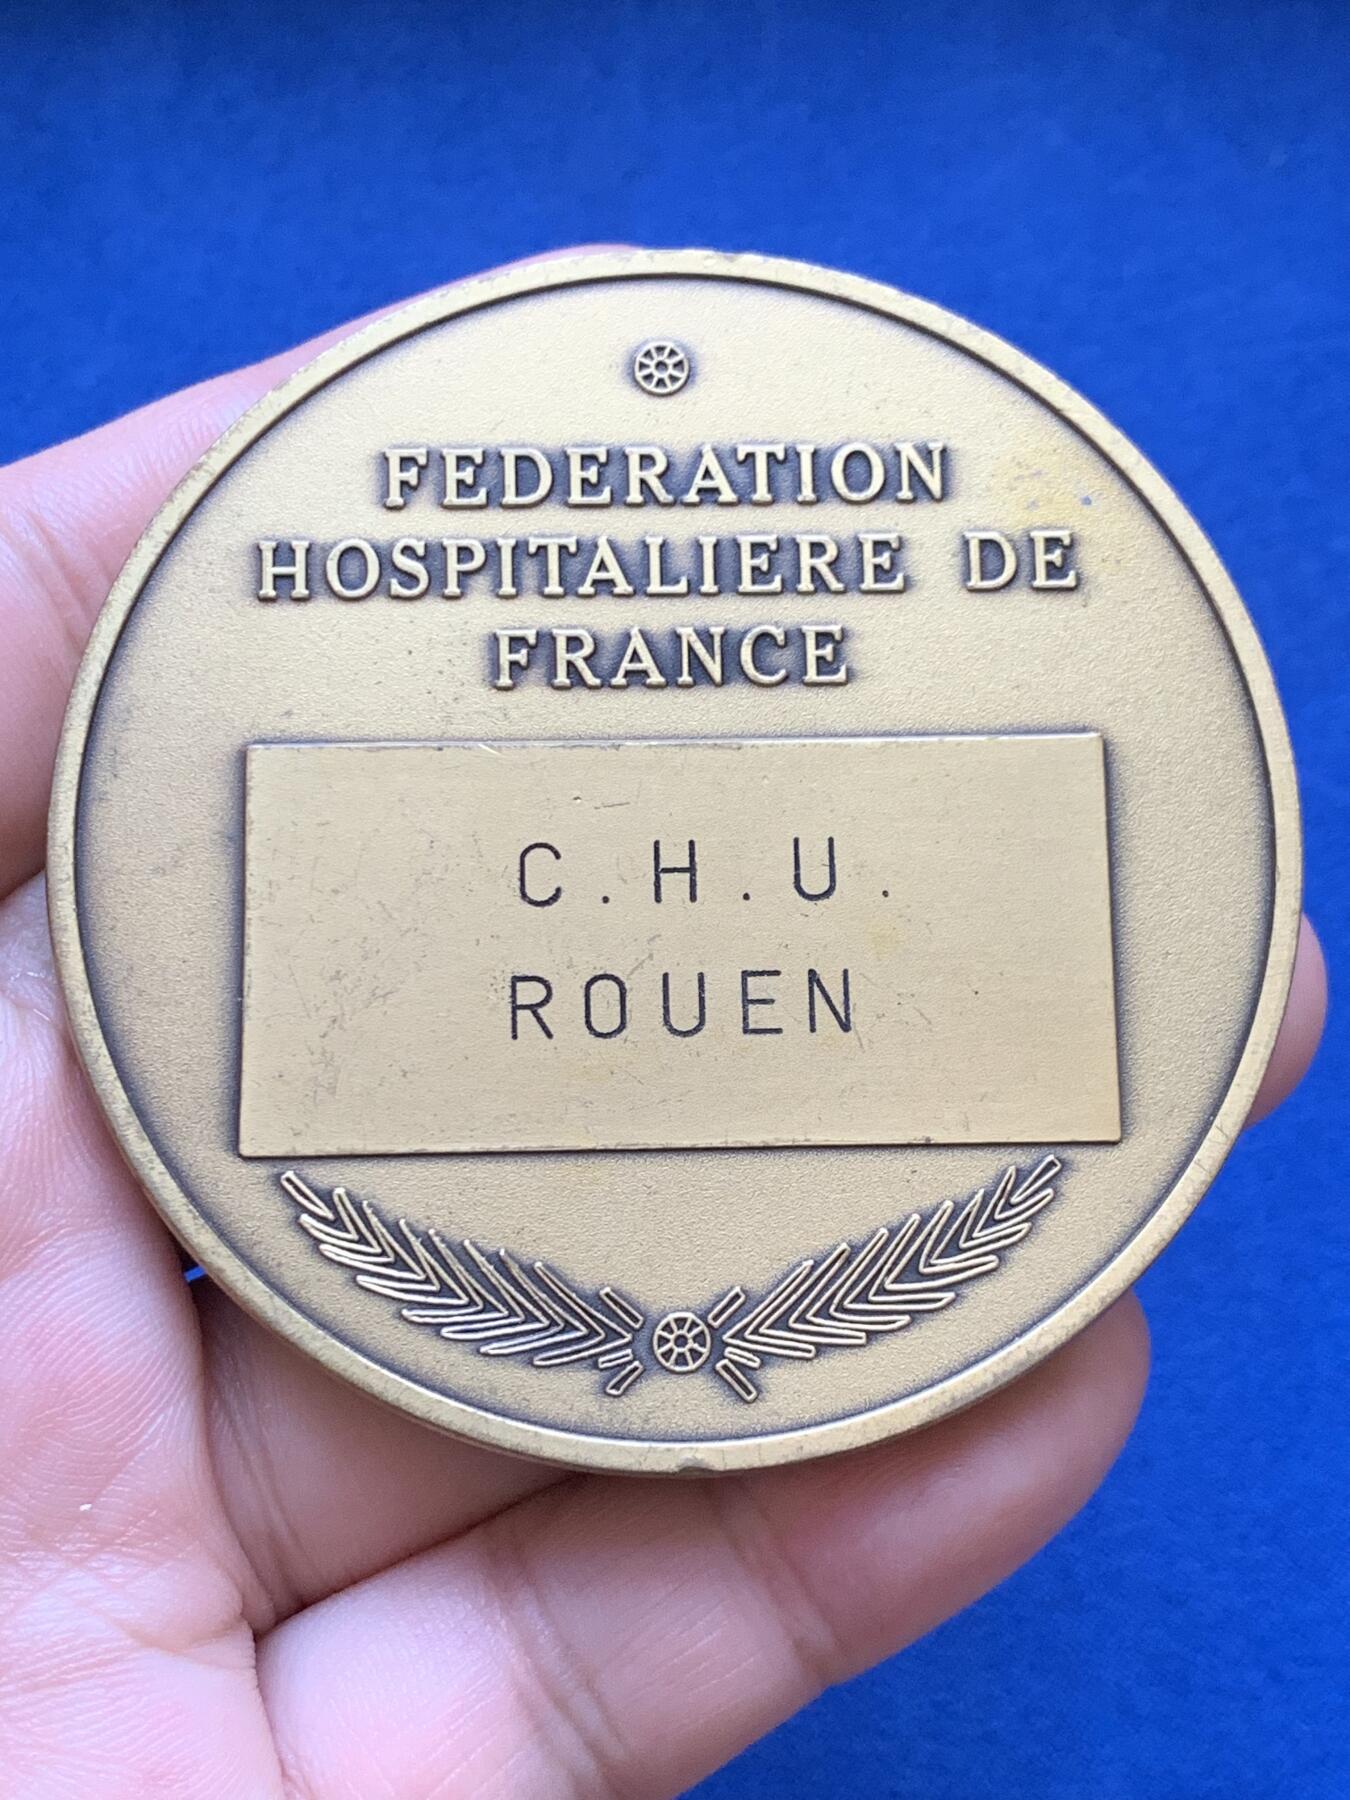 FEDERATION
HOSPITALIERE DE
FRANCE
C.H.U.
ROUEN